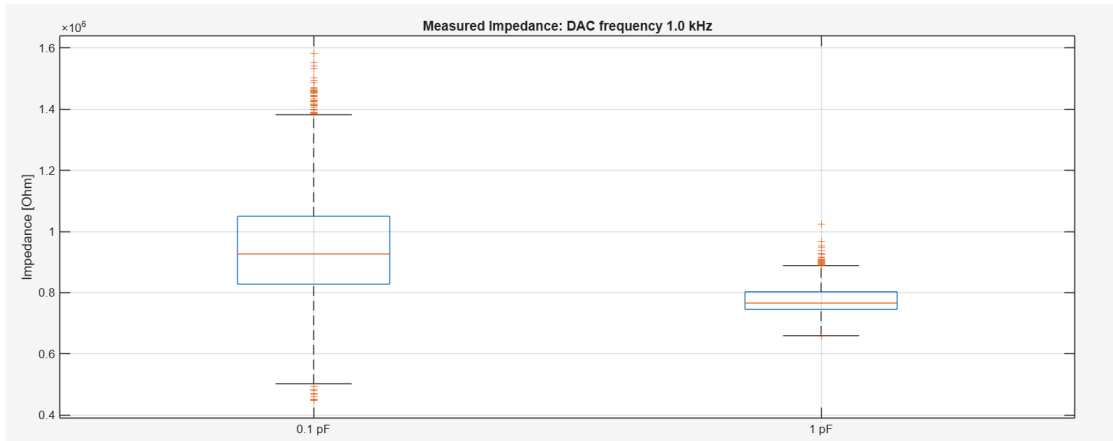 Measured Impedance: DAC frequency 1.0 kHz
×10⁶
1.6
1.4
1.2
1
0.8
0.6
0.4
Impedance [Ohm]
0.1 pF
1 pF